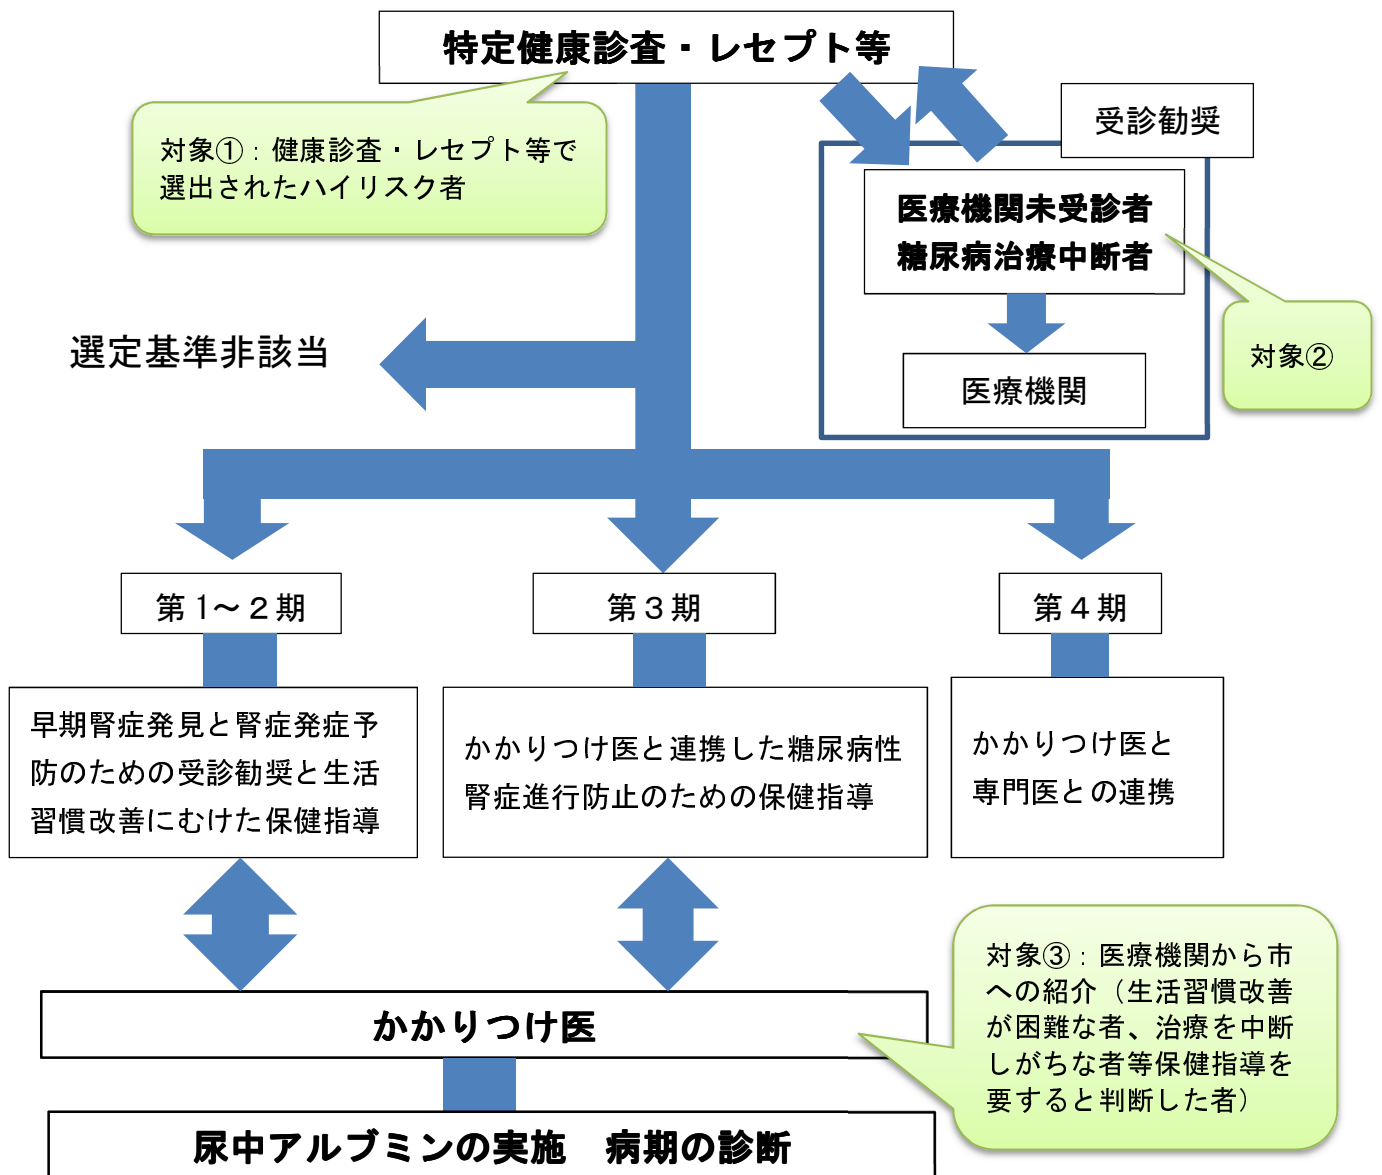 特定健康診査・レセプト等
対象①：健康診査・レセプト等で
選出されたハイリスク者
受診勧奨
医療機関未受診者
糖尿病治療中断者
対象②
医療機関
選定基準非該当
第1～2期
第3期
第4期
早期腎症発見と腎症発症予
防のための受診勧奨と生活
習慣改善にむけた保健指導
かかりつけ医と連携した糖尿病性
腎症進行防止のための保健指導
かかりつけ医と
専門医との連携
対象③：医療機関から市
への紹介（生活習慣改善
が困難な者、治療を中断
しがちな者等保健指導を
要すると判断した者）
かかりつけ医
尿中アルブミンの実施　病期の診断